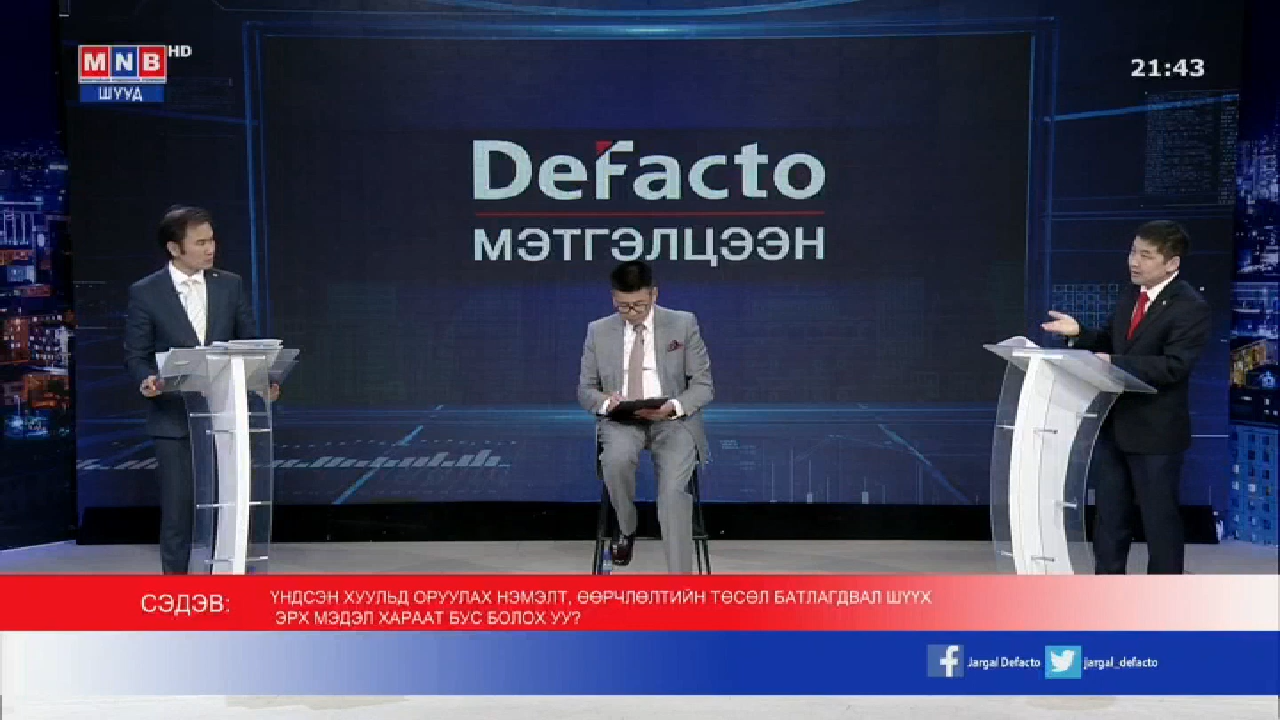 MNB HD
ШУУД
21:43
DeFacto
МЭТГЭЛЦЭЭН
СЭДЭВ:
ҮНДСЭН ХУУЛЬД ОРУУЛАХ НЭМЭЛТ, ӨӨРЧЛӨЛТИЙН ТӨСӨЛ БАТЛАГДВАЛ ШҮҮХ
ЭРХ МЭДЭЛ ХАРААТ БУС БОЛОХ УУ?
Jargal Defacto
jargal_defacto